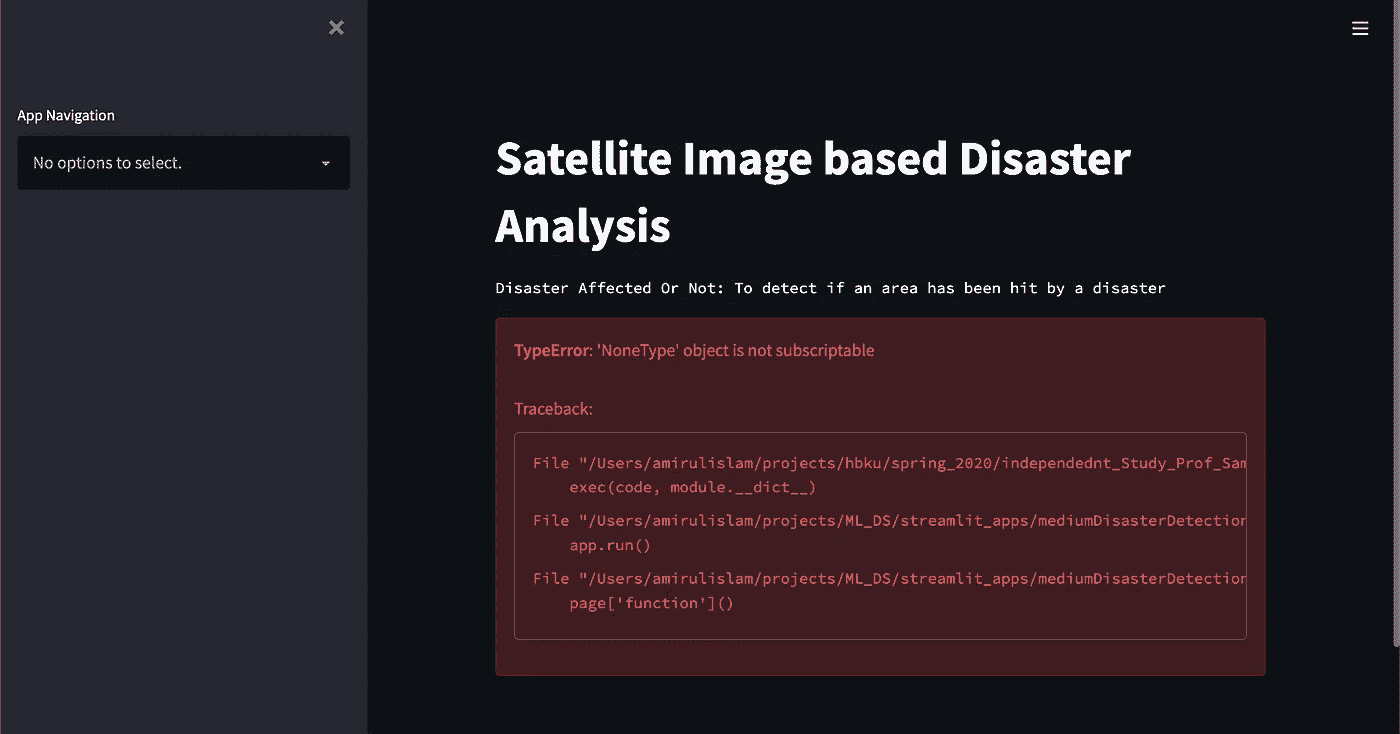 App Navigation
No options to select.
Satellite Image based Disaster
Analysis
Disaster Affected Or Not: To detect if an area has been hit by a disaster
TypeError: 'NoneType' object is not subscriptable
Traceback:
File "/Users/amirulislam/projects/hbku/spring_2020/independednt_Study_Prof_Sam
exec(code, module.__dict__)
File "/Users/amirulislam/projects/ML_DS/streamlit_apps/mediumDisasterDetection
app.run()
File "/Users/amirulislam/projects/ML_DS/streamlit_apps/mediumDisasterDetection
page['function']()